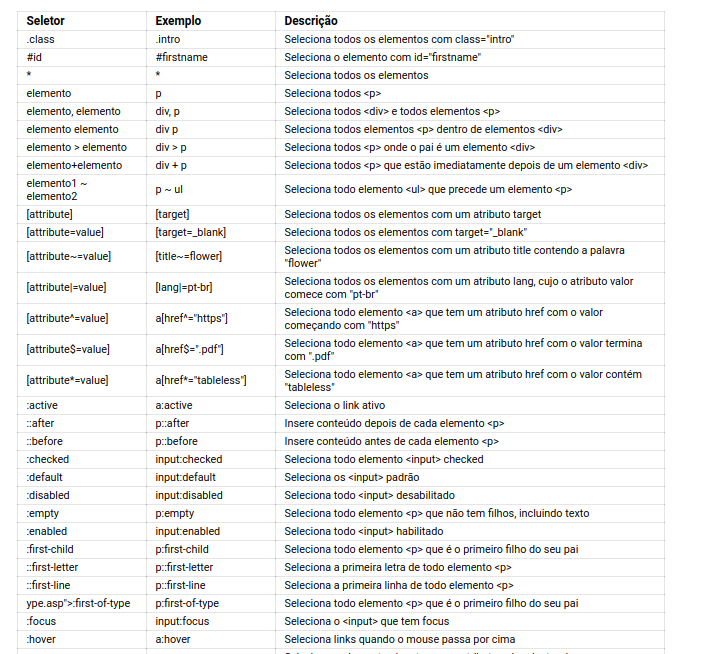 Seletor Exemplo Descrição
.class .intro Seleciona todos os elementos com class="intro"
#id #firstname Seleciona o elemento com id="firstname"
* * Seleciona todos os elementos
elemento p Seleciona todos <p>
elemento, elemento div, p Seleciona todos <div> e todos elementos <p>
elemento elemento div p Seleciona todos elementos <p> dentro de elementos <div>
elemento > elemento div > p Seleciona todos <p> onde o pai é um elemento <div>
elemento+elemento div + p Seleciona todos <p> que estão imediatamente depois de um elemento <div>
elemento1 ~
elemento2 p ~ ul Seleciona todo elemento <ul> que precede um elemento <p>
[attribute] [target] Seleciona todos os elementos com um atributo target
[attribute=value] [target=_blank] Seleciona todos os elementos com target="_blank"
[attribute~=value] [title~=flower] Seleciona todos os elementos com um atributo title contendo a palavra
"flower"
[attribute|=value] [lang|=pt-br] Seleciona todos os elementos com um atributo lang, cujo o atributo valor
comece com "pt-br"
[attribute^=value] a[href^="https"] Seleciona todo elemento <a> que tem um atributo href com o valor
começando com "https"
[attribute$=value] a[href$=".pdf"] Seleciona todo elemento <a> que tem um atributo href com o valor termina
com ".pdf"
[attribute*=value] a[href*="tableless"] Seleciona todo elemento <a> que tem um atributo href com o valor contém
"tableless"
:active a:active Seleciona o link ativo
::after p::after Insere conteúdo depois de cada elemento <p>
::before p::before Insere conteúdo antes de cada elemento <p>
:checked input:checked Seleciona todo elemento <input> checked
:default input:default Seleciona os <input> padrão
:disabled input:disabled Seleciona todo <input> desabilitado
:empty p:empty Seleciona todo elemento <p> que não tem filhos, incluindo texto
:enabled input:enabled Seleciona todo <input> habilitado
:first-child p:first-child Seleciona todo elemento <p> que é o primeiro filho do seu pai
::first-letter p::first-letter Seleciona a primeira letra de todo elemento <p>
::first-line p::first-line Seleciona a primeira linha de todo elemento <p>
ype.asp">:first-of-type p:first-of-type Seleciona todo elemento <p> que é o primeiro filho do seu pai
:focus input:focus Seleciona o <input> que tem focus
:hover a:hover Seleciona links quando o mouse passa por cima